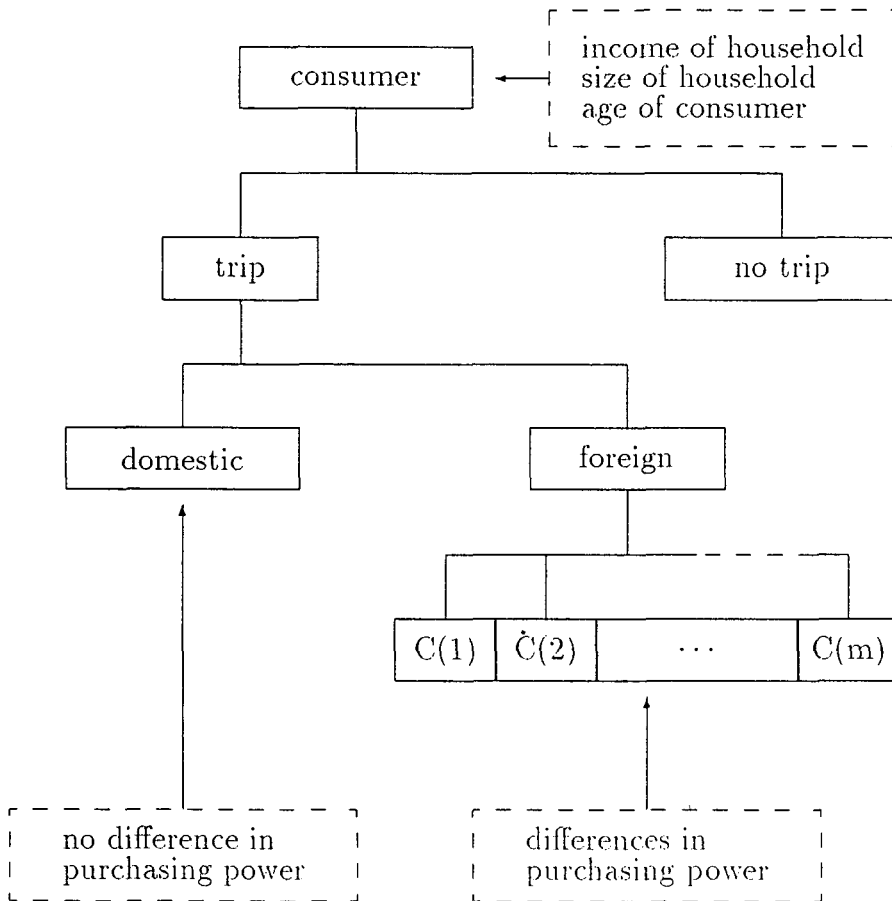 consumer
income of household
size of household
age of consumer
trip
no trip
domestic
foreign
C(1)
C(2)
· · ·
C(m)
no difference in
purchasing power
differences in
purchasing power